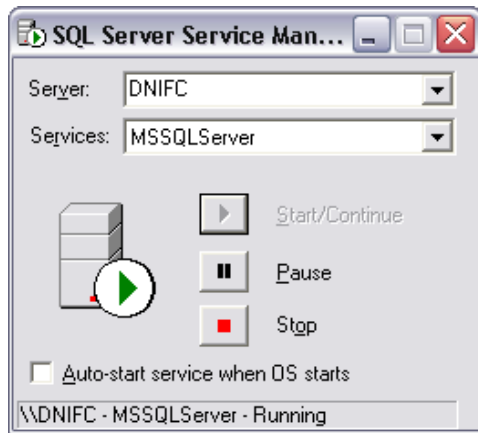 SQL Server Service Man...
Server: DNIFC
Services: MSSQLServer
Start/Continue
Pause
Stop
Auto-start service when OS starts
\\DNIFC - MSSQLServer - Running